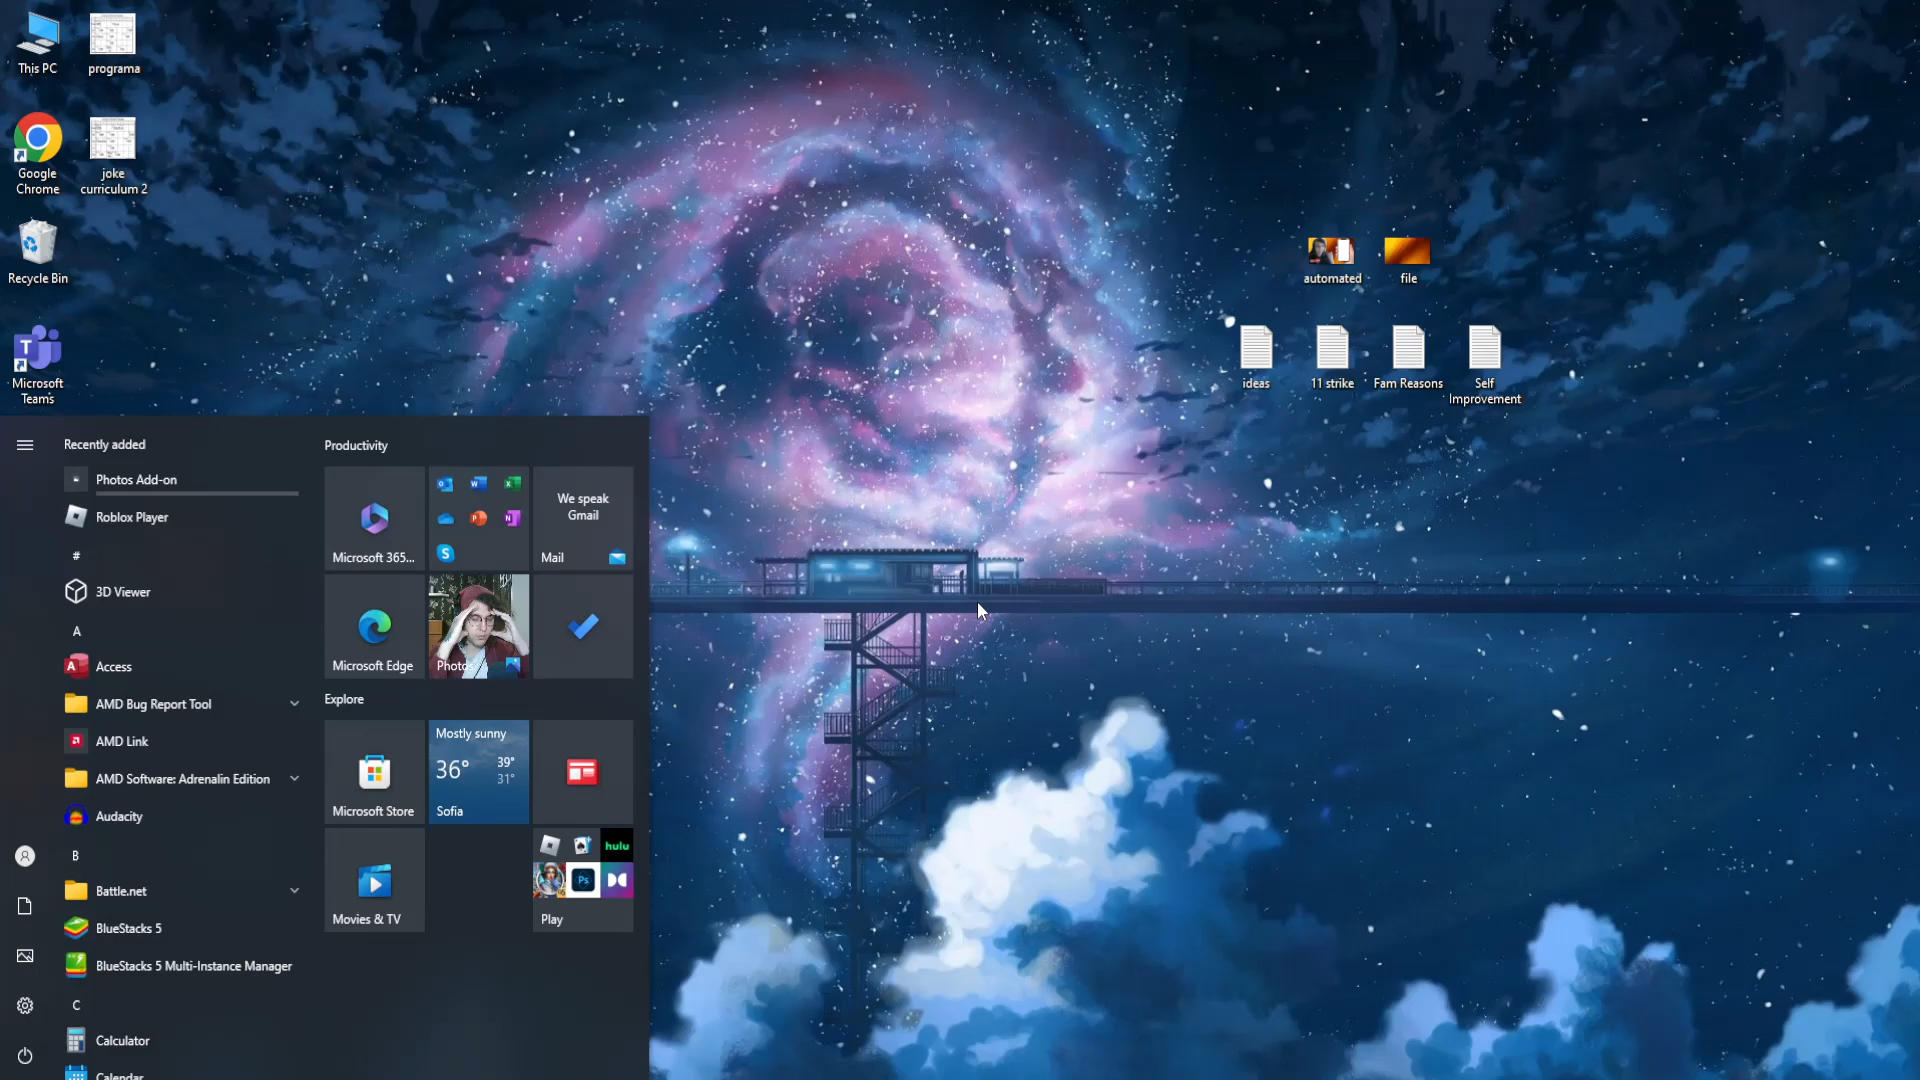 This PC
programa
Google
Chrome
joke
curriculum 2
Recycle Bin
Microsoft
Teams
automated
file
ideas
11 strike
Fam Reasons
Self
Improvement
Recently added
Photos Add-on
Roblox Player
#
3D Viewer
A
Access
AMD Bug Report Tool
AMD Link
AMD Software: Adrenalin Edition
Audacity
B
Battle.net
BlueStacks 5
BlueStacks 5 Multi-Instance Manager
C
Calculator
Calendar
Productivity
Microsoft 365...
We speak
Gmail
Mail
Microsoft Edge
Photos
Explore
Microsoft Store
Mostly sunny
36° 39°
31°
Sofia
Movies & TV
hulu
Ps
Play